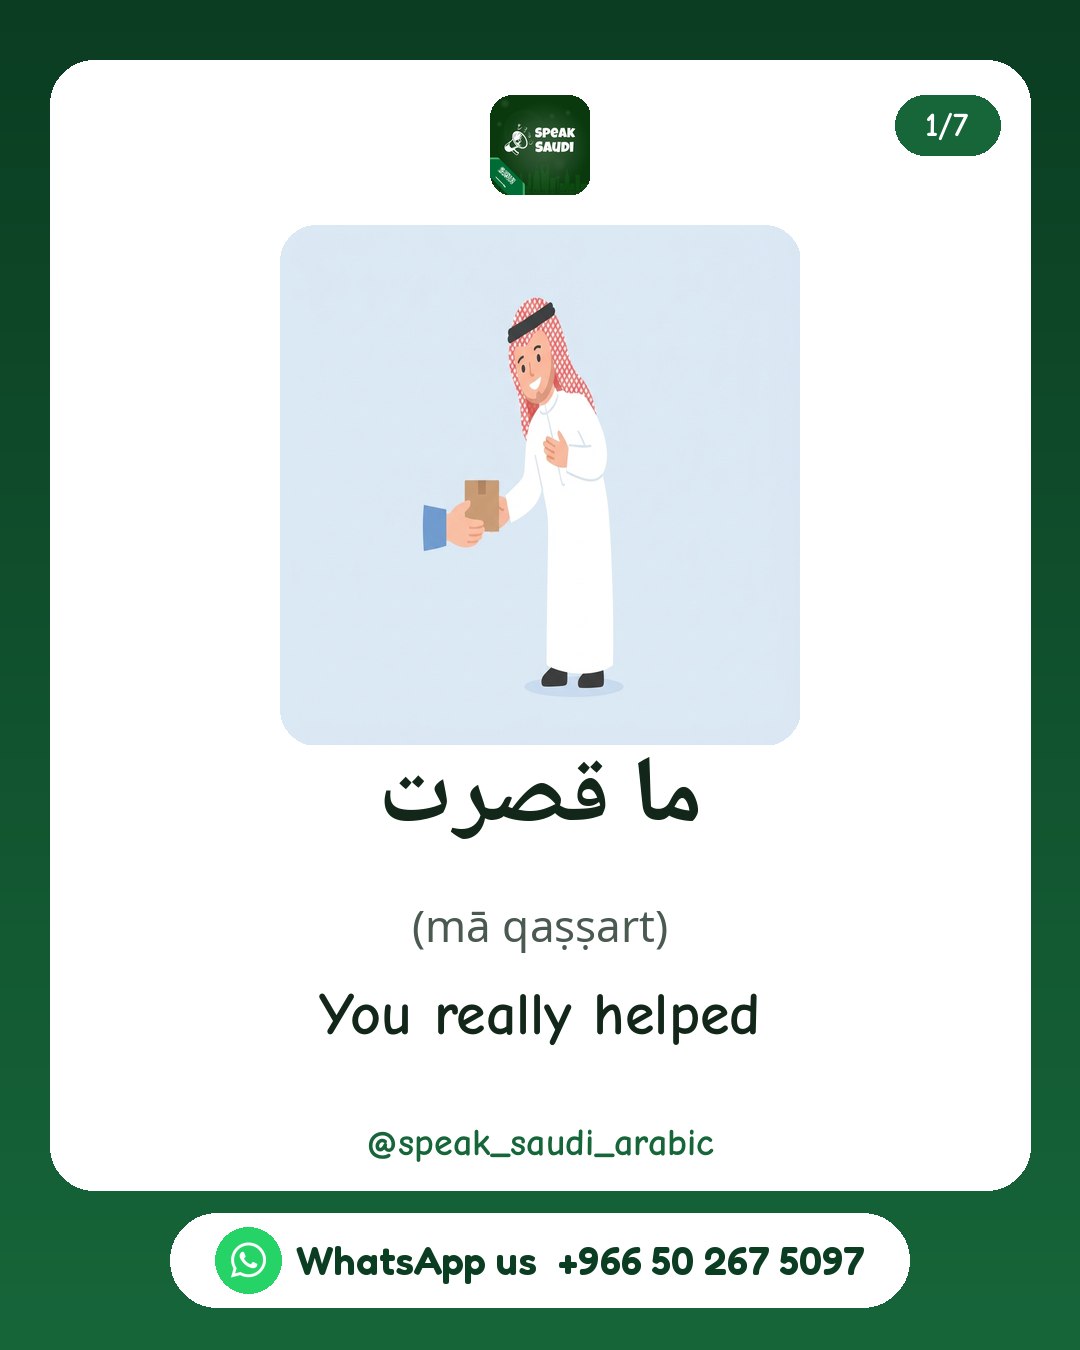 SPEAK
SAUDI
1/7
ما قصرت
(mā qaṣṣart)
You really helped
@speak_saudi_arabic
WhatsApp us +966 50 267 5097